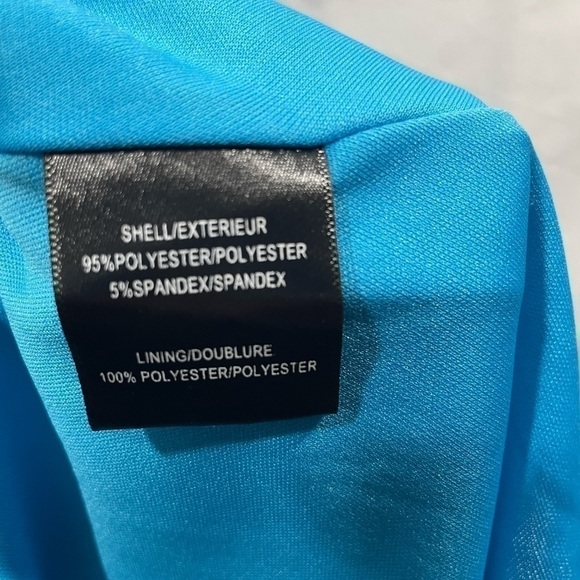 SHELL/EXTERIEUR
95%POLYESTER/POLYESTER
5%SPANDEX/SPANDEX
LINING/DOUBLURE
100% POLYESTER/POLYESTER